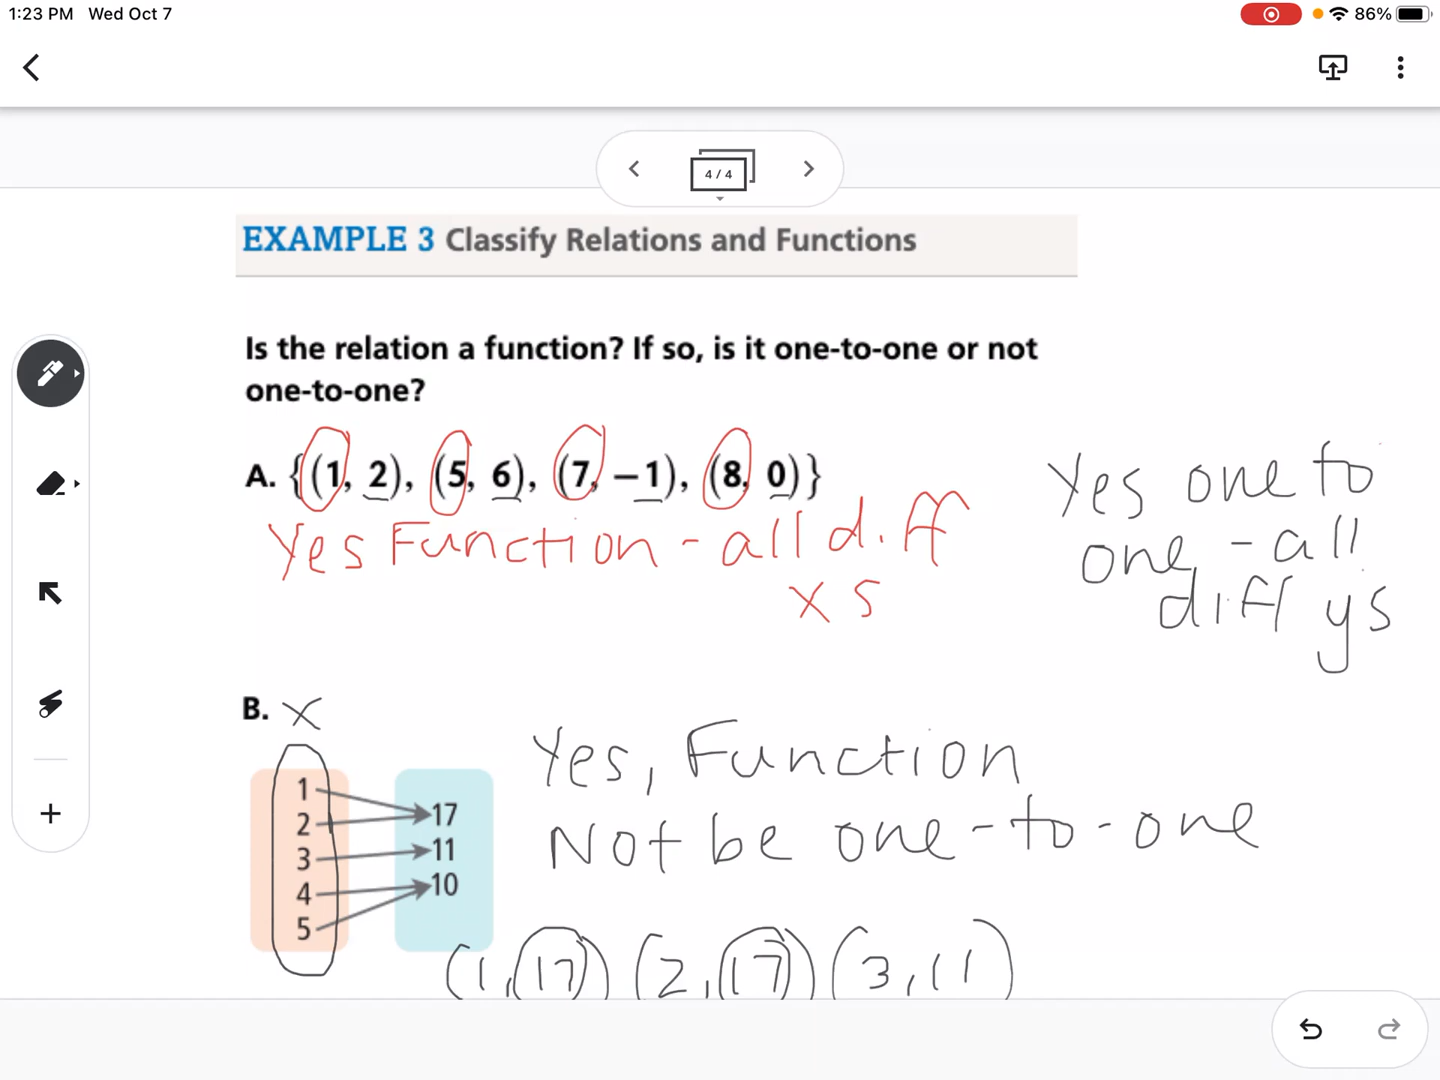 1:23 PM Wed Oct 7
86%
4 / 4
EXAMPLE 3 Classify Relations and Functions
Is the relation a function? If so, is it one-to-one or not
one-to-one?
A. {(1, 2), (5, 6), (7, −1), (8, 0)}
Yes Function - all diff
xs
Yes one to
one - all
diff ys
B. X
1
2
3
4
5
17
11
10
Yes, Function
Not be one-to-one
(1,17) (2,17) (3,11)